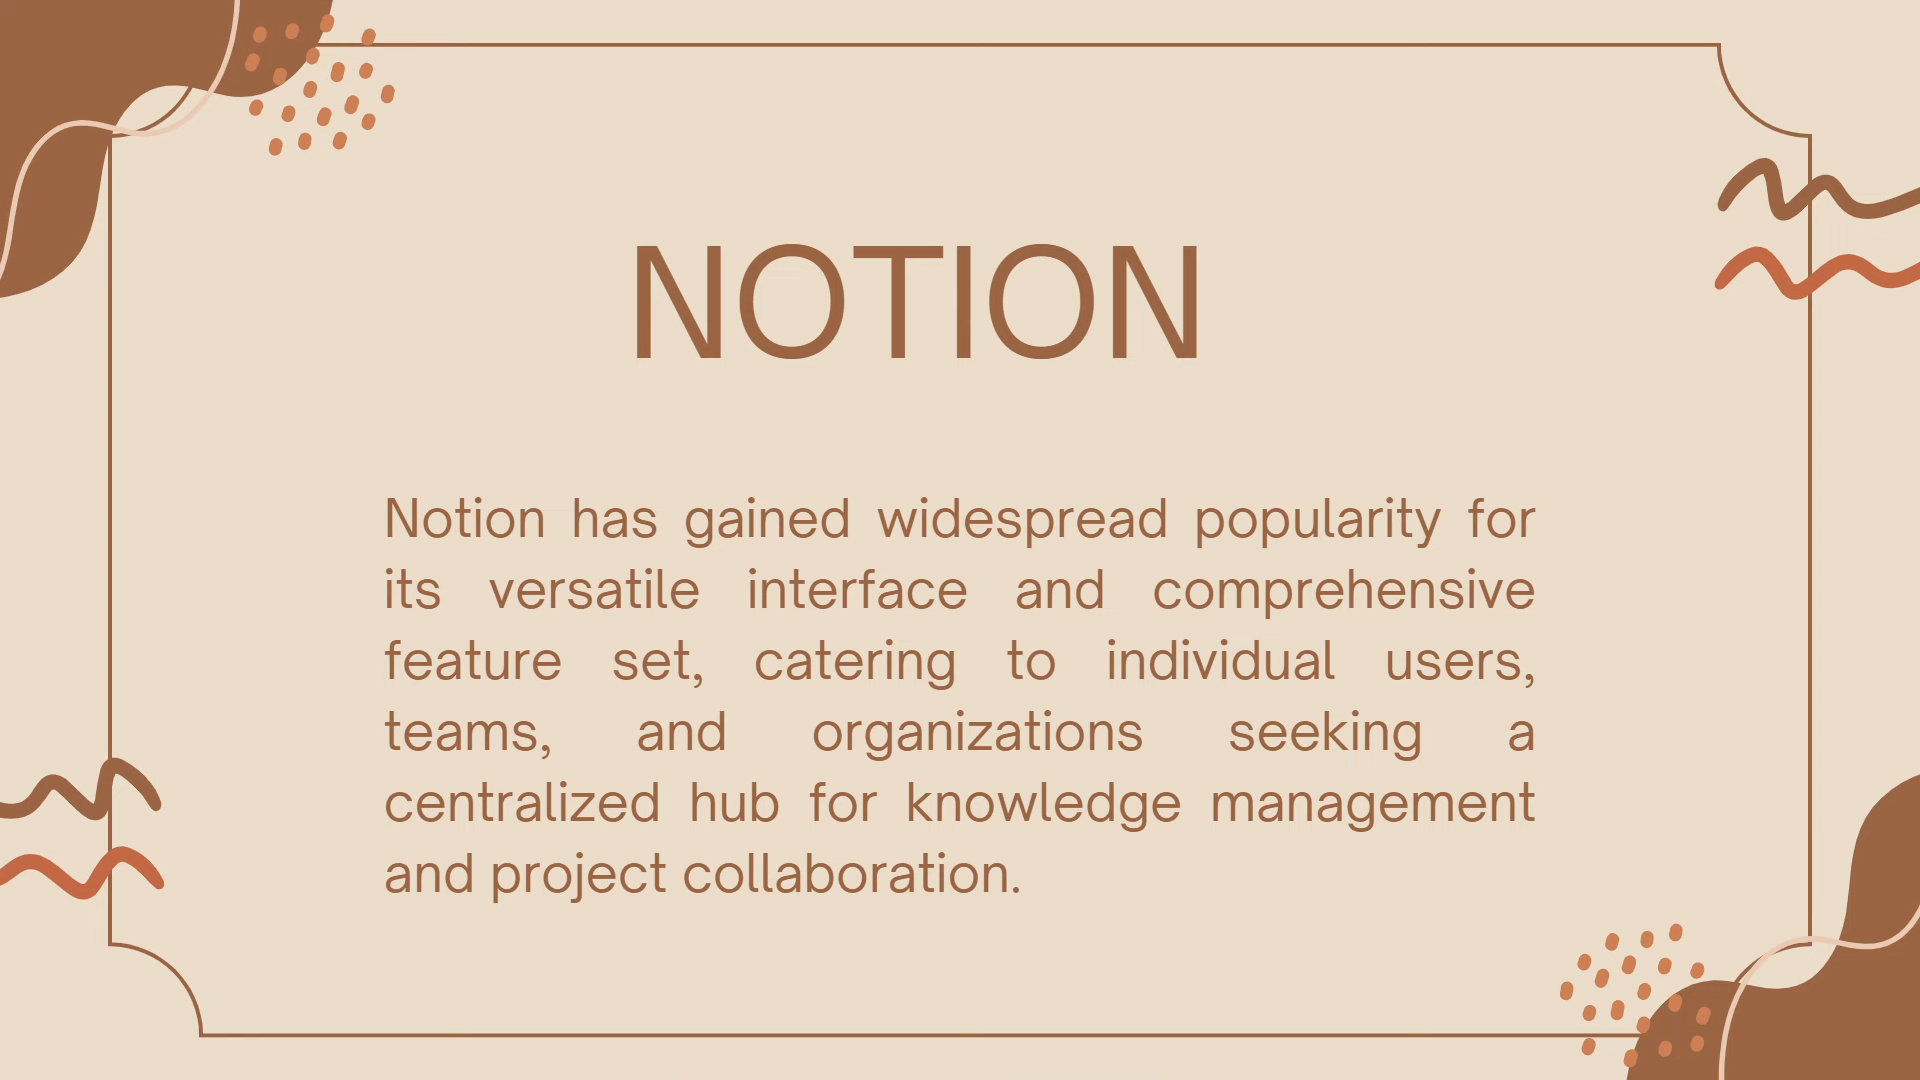 NOTION
Notion has gained widespread popularity for
its versatile interface and comprehensive
feature set, catering to individual users,
teams, and organizations seeking a
centralized hub for knowledge management
and project collaboration.